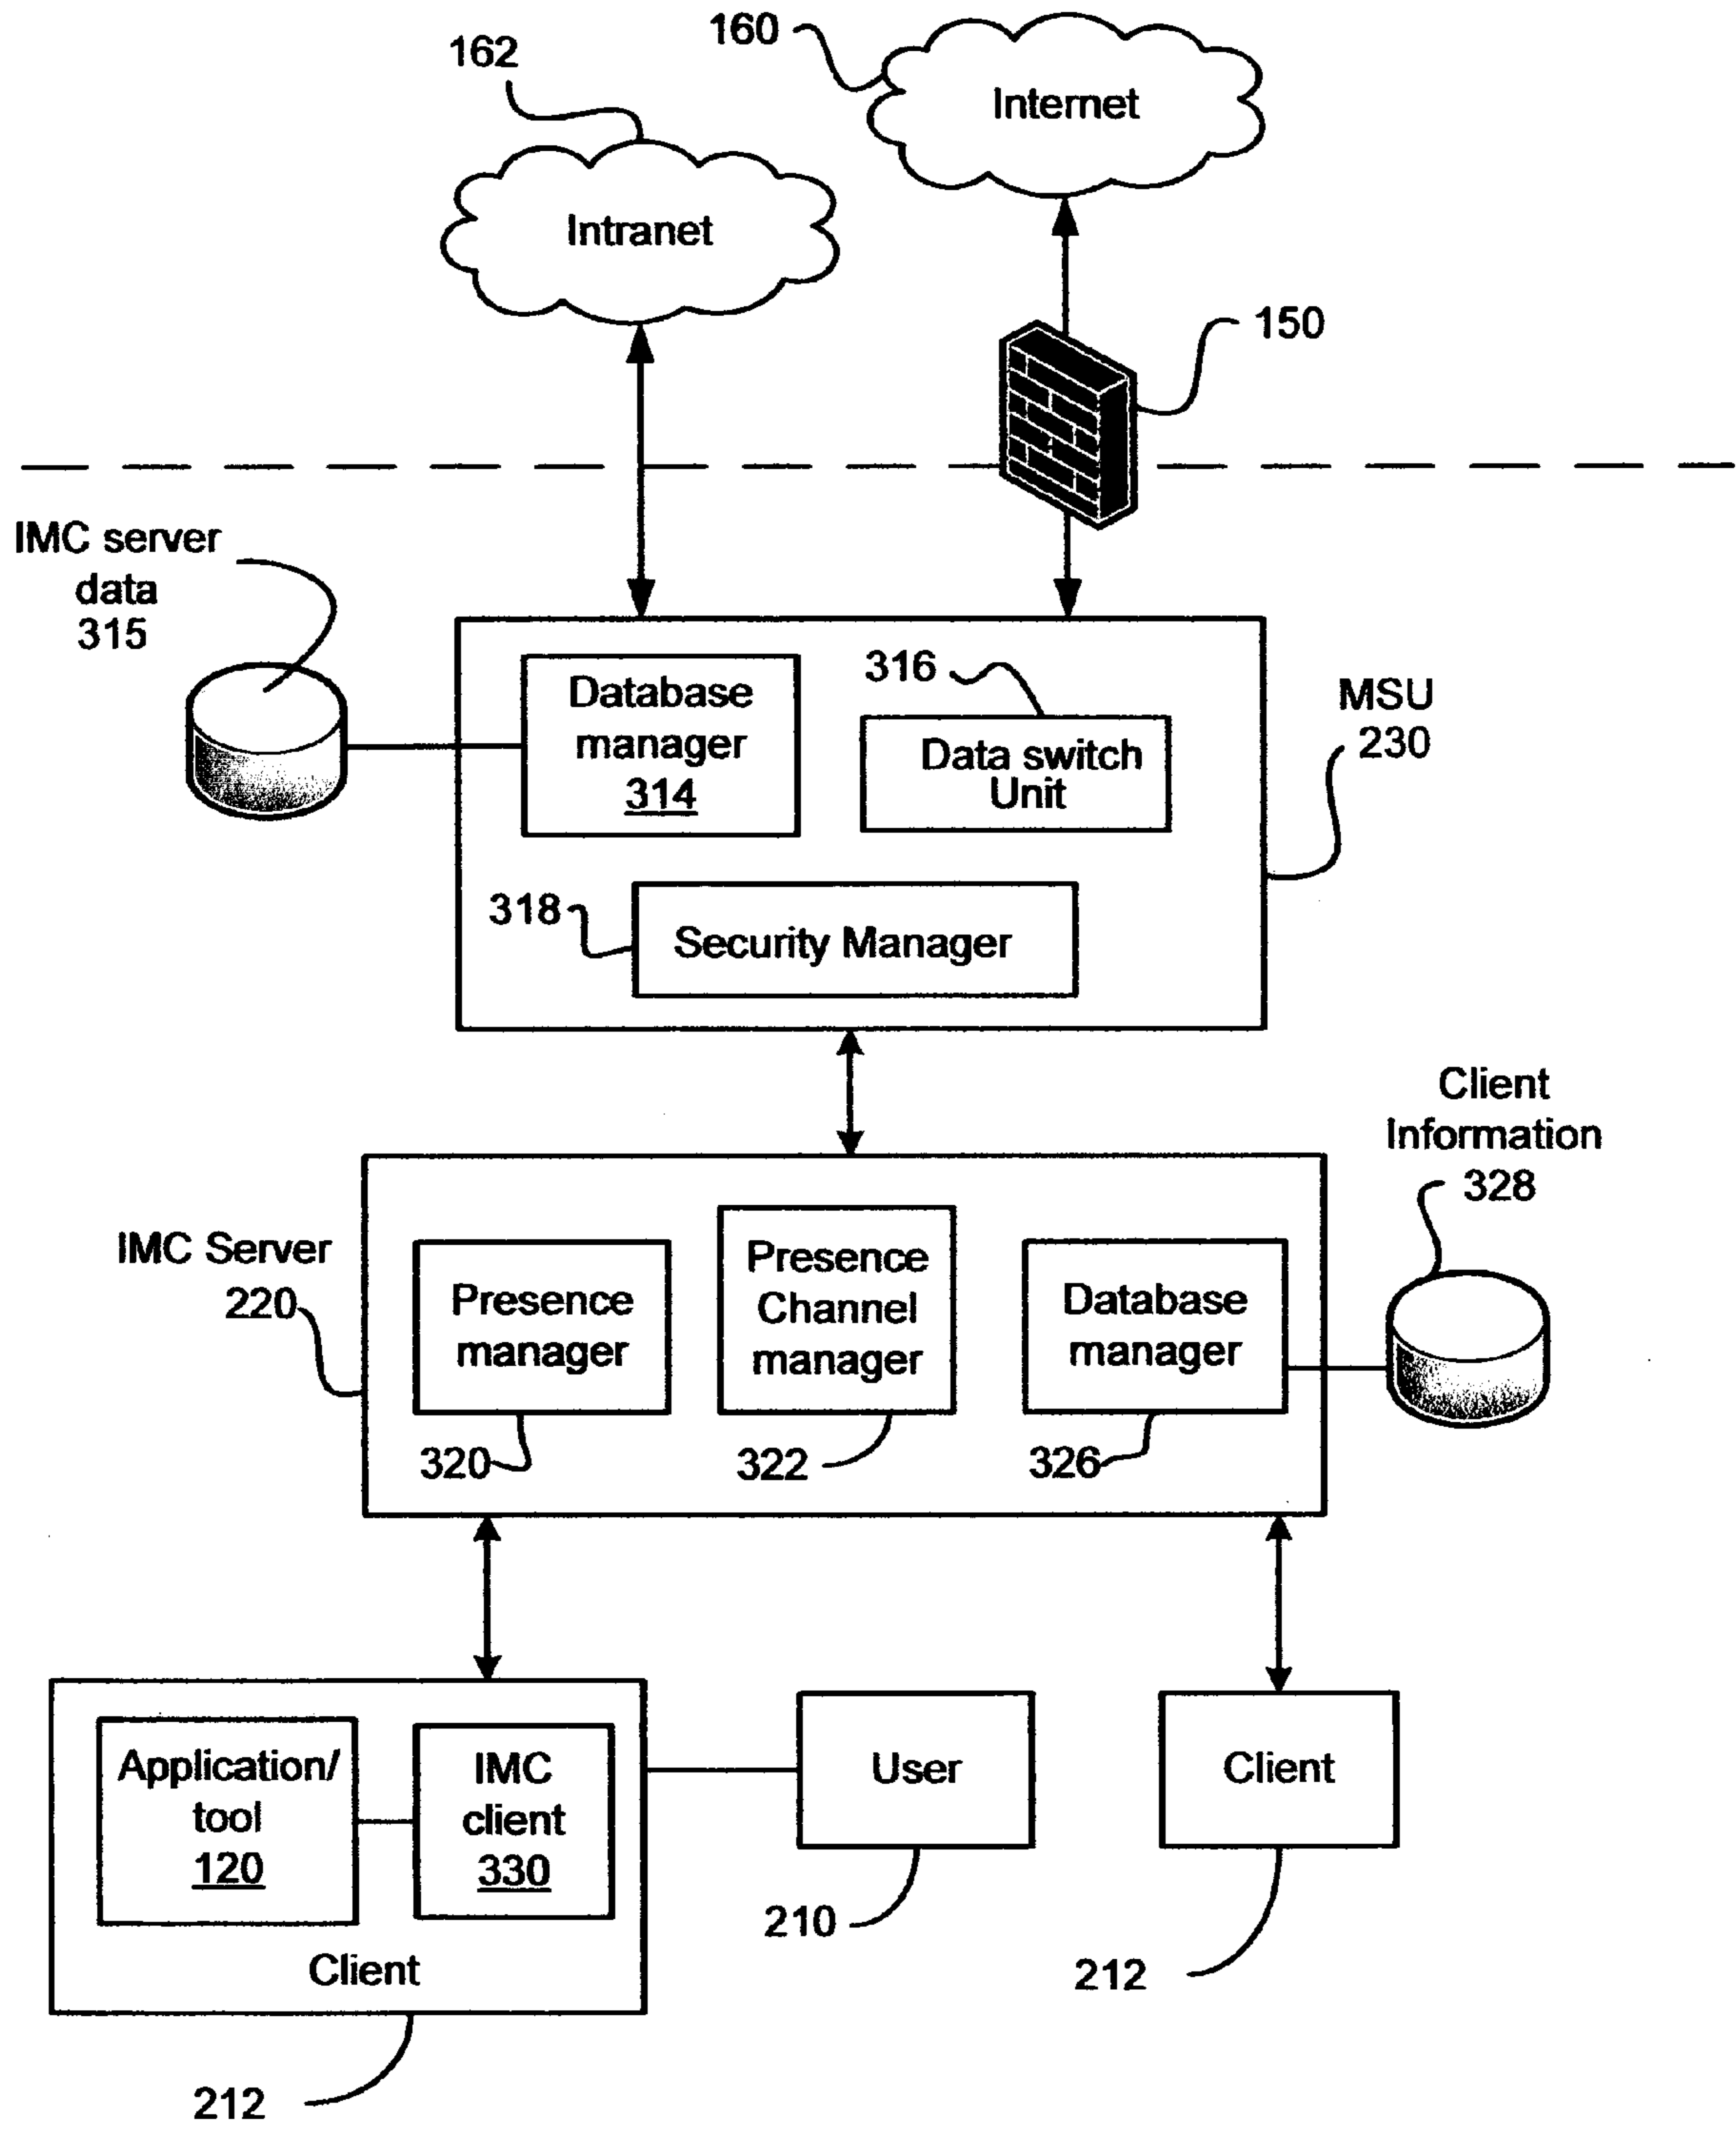 160
Internet
162
Intranet
150
IMC server
data
315
Database
manager
314
316
Data switch
Unit
MSU
230
318
Security Manager
Client
Information
328
IMC Server
220
Presence
manager
320
Presence
Channel
manager
322
Database
manager
326
Application/
tool
120
IMC
client
330
Client
212
User
210
Client
212